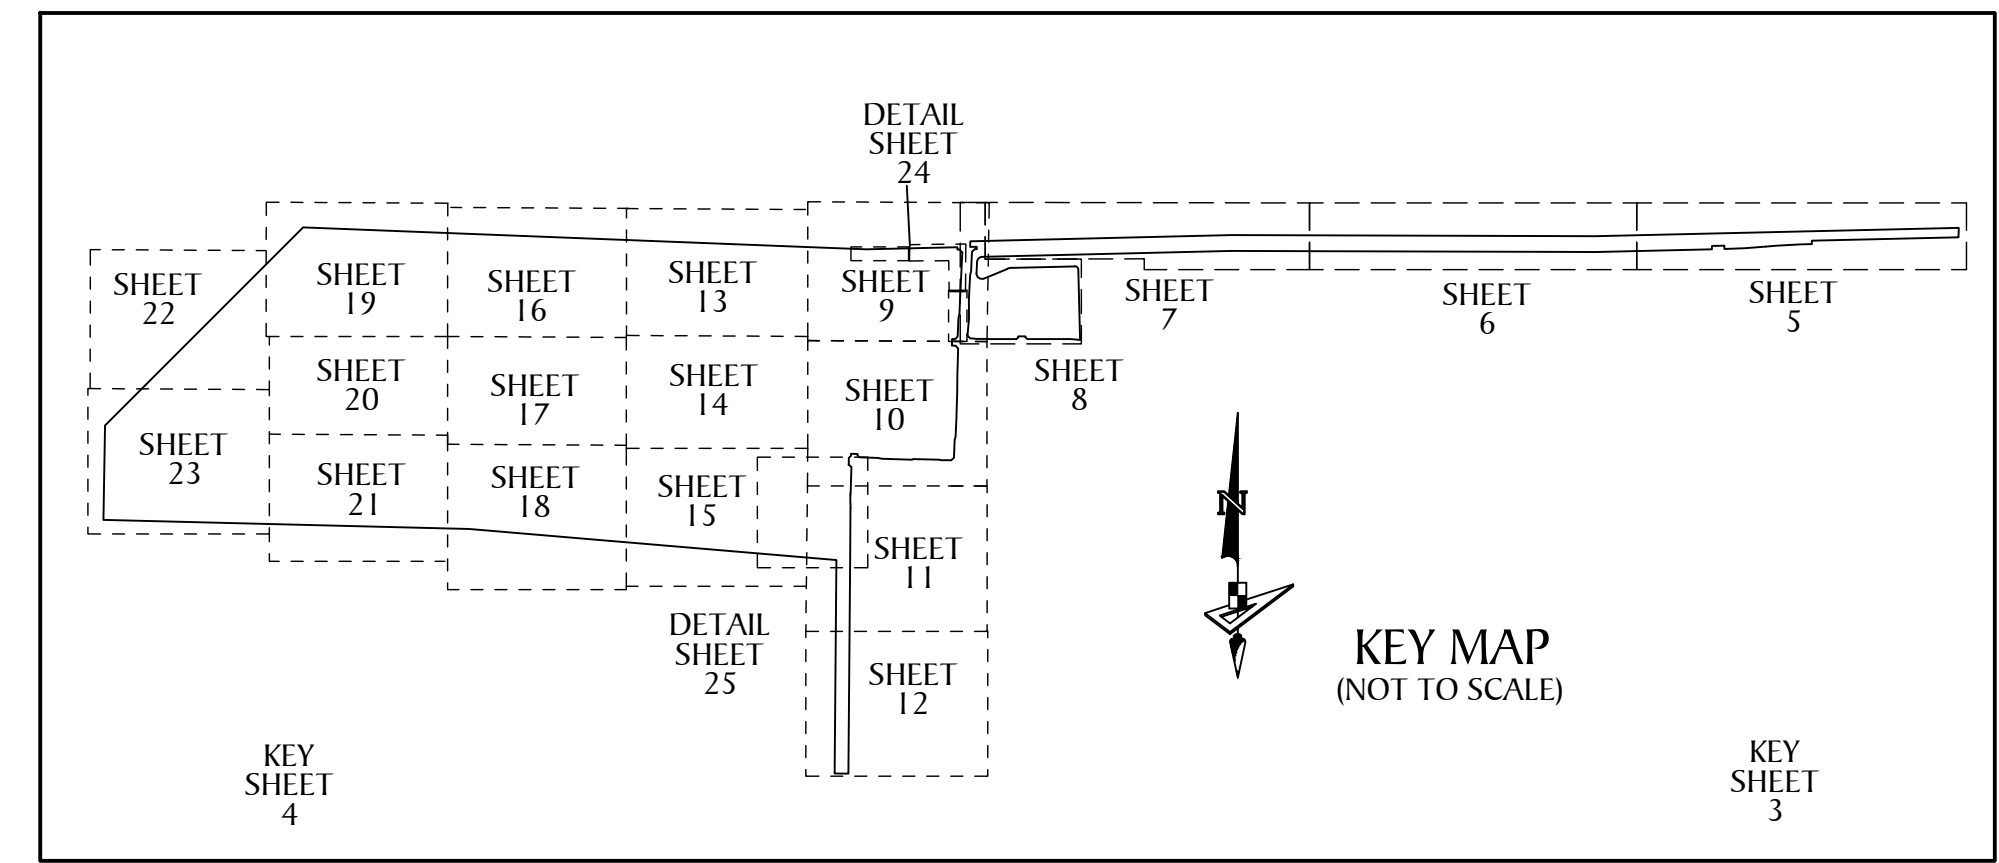 DETAIL
SHEET
24
SHEET
22
SHEET
19
SHEET
16
SHEET
13
SHEET
9
SHEET
7
SHEET
6
SHEET
5
SHEET
20
SHEET
17
SHEET
14
SHEET
10
SHEET
8
SHEET
23
SHEET
21
SHEET
18
SHEET
15
SHEET
11
N
DETAIL
SHEET
25
SHEET
12
KEY MAP
(NOT TO SCALE)
KEY
SHEET
4
KEY
SHEET
3